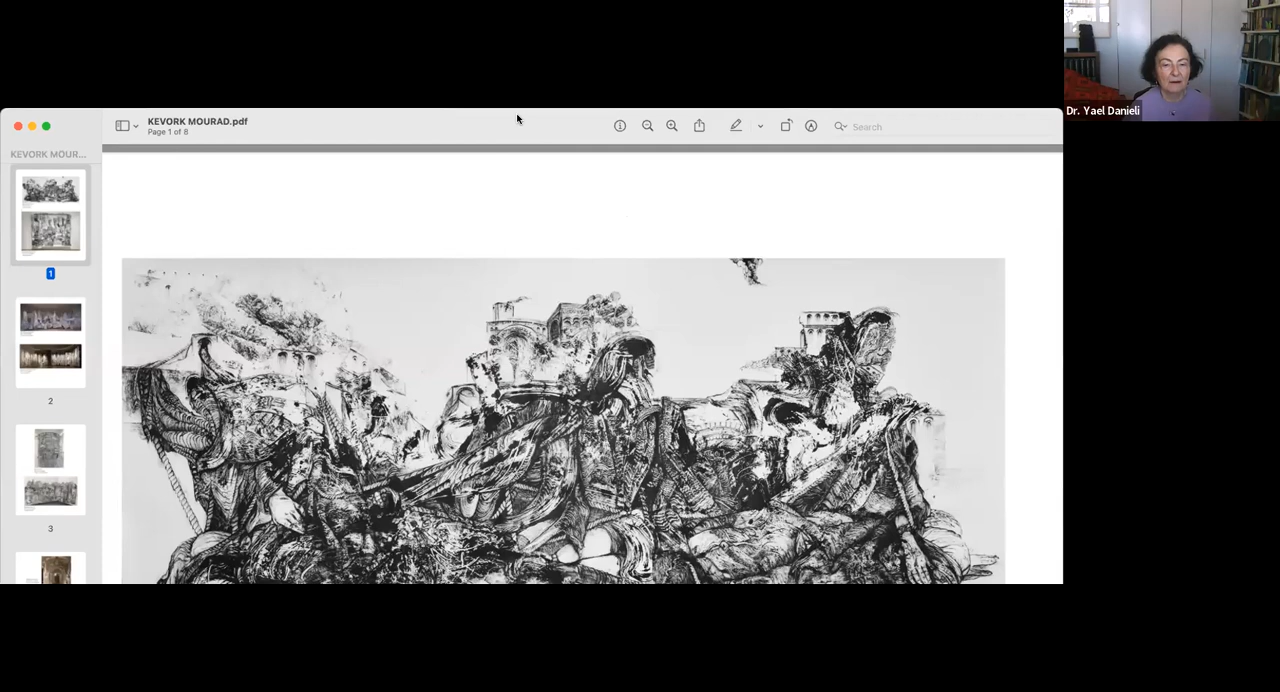 KEVORK MOURAD.pdf
Page 1 of 8
Search
KEVORK MOUR...
1
2
3
Dr. Yael Danieli